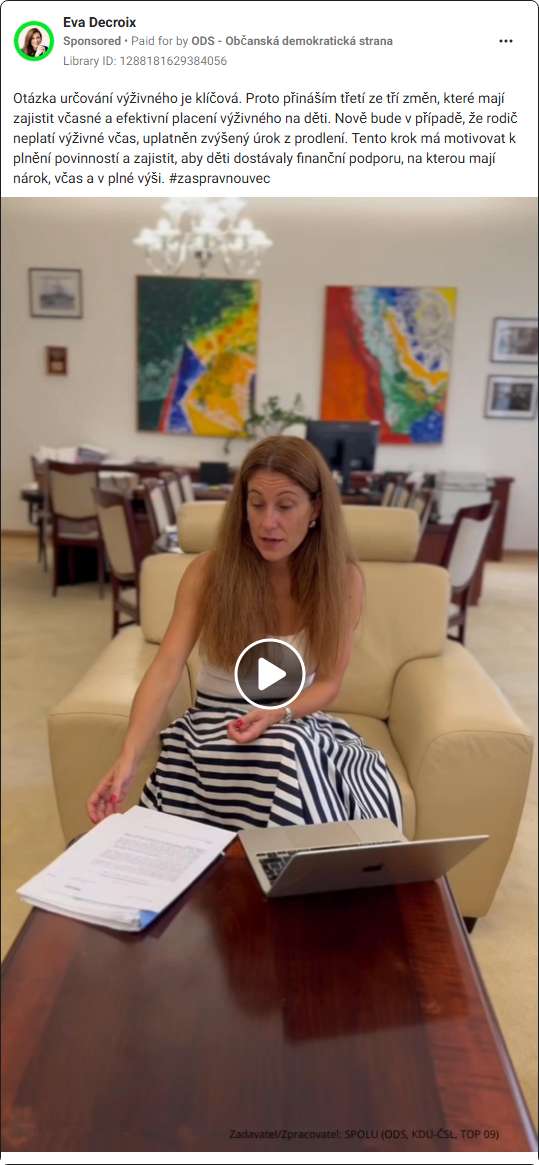 Eva Decroix
Sponsored • Paid for by ODS - Občanská demokratická strana
Library ID: 1288181629384056
Otázka určování výživného je klíčová. Proto přináším třetí ze tří změn, které mají
zajistit včasné a efektivní placení výživného na děti. Nově bude v případě, že rodič
neplatí výživné včas, uplatněn zvýšený úrok z prodlení. Tento krok má motivovat k
plnění povinností a zajistit, aby děti dostávaly finanční podporu, na kterou mají
nárok, včas a v plné výši. #zaspravnouvec
Zadavatel/Zpracovatel: SPOLU (ODS, KDU-ČSL, TOP 09)